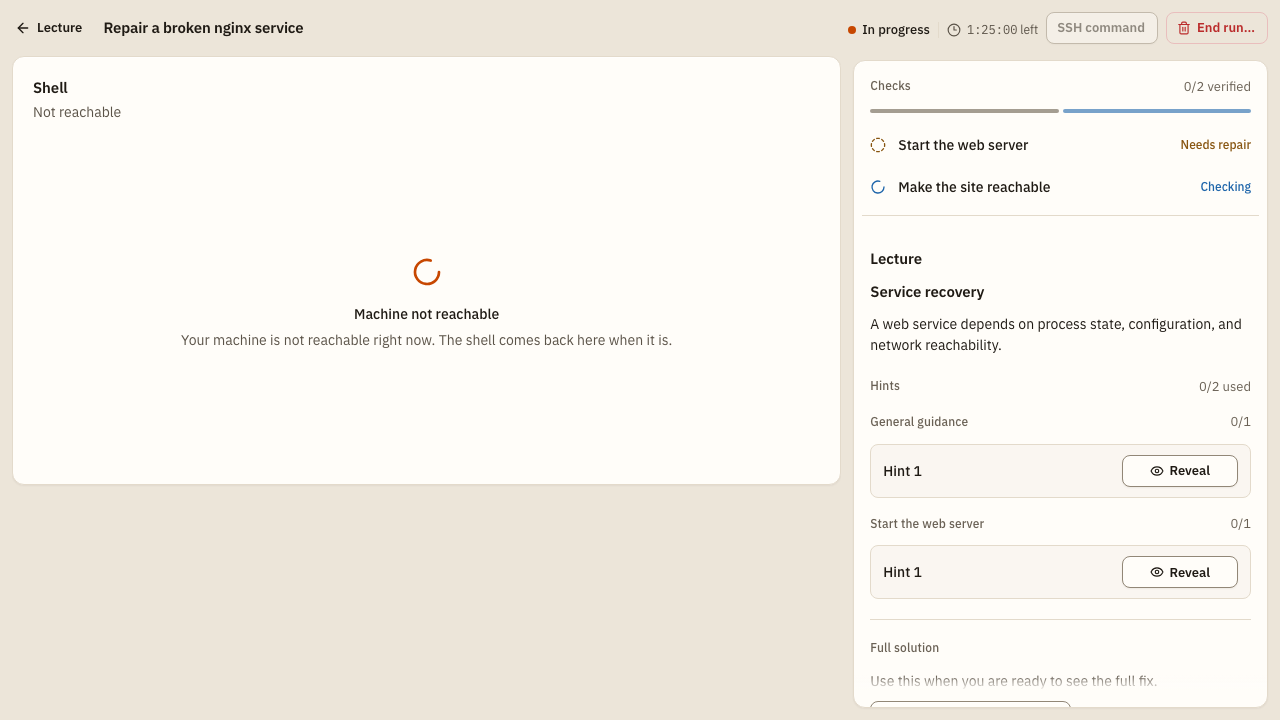 Lecture
Repair a broken nginx service
In progress
1:25:00 left
SSH command
End run...
Shell
Not reachable
Machine not reachable
Your machine is not reachable right now. The shell comes back here when it is.
Checks
0/2 verified
Start the web server
Needs repair
Make the site reachable
Checking
Lecture
Service recovery
A web service depends on process state, configuration, and
network reachability.
Hints
0/2 used
General guidance
0/1
Hint 1
Reveal
Start the web server
0/1
Hint 1
Reveal
Full solution
Use this when you are ready to see the full fix.